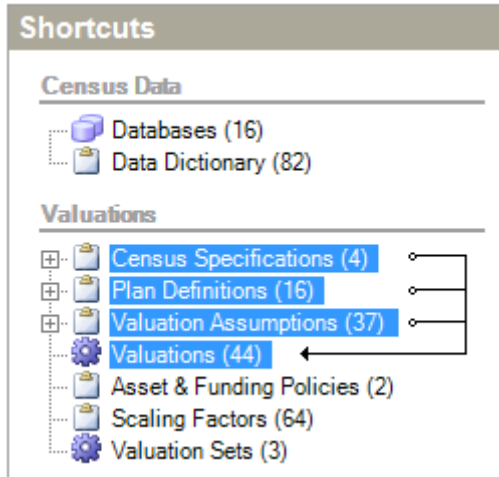 Shortcuts
Census Data
Databases (16)
Data Dictionary (82)
Valuations
Census Specifications (4)
Plan Definitions (16)
Valuation Assumptions (37)
Valuations (44)
Asset & Funding Policies (2)
Scaling Factors (64)
Valuation Sets (3)